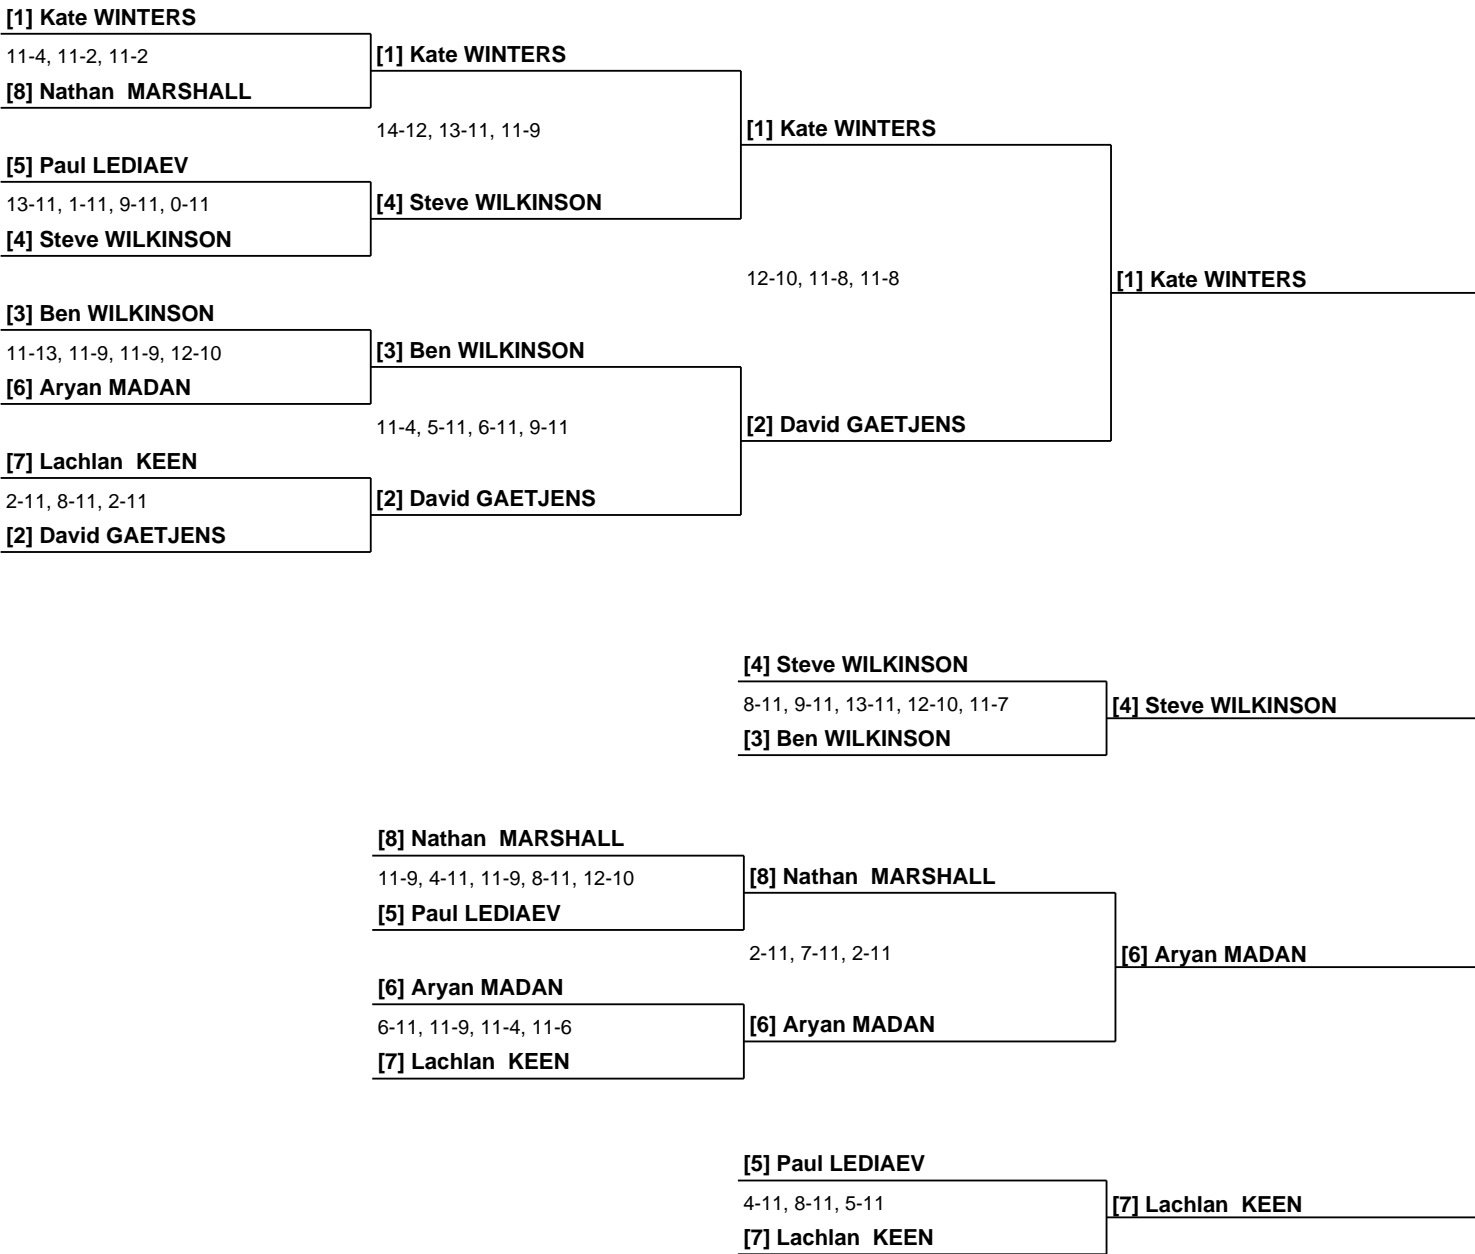 [1] Kate WINTERS
11-4, 11-2, 11-2
[1] Kate WINTERS
[8] Nathan  MARSHALL
14-12, 13-11, 11-9
[1] Kate WINTERS
[5] Paul LEDIAEV
13-11, 1-11, 9-11, 0-11
[4] Steve WILKINSON
[4] Steve WILKINSON
12-10, 11-8, 11-8
[1] Kate WINTERS
[3] Ben WILKINSON
11-13, 11-9, 11-9, 12-10
[3] Ben WILKINSON
[6] Aryan MADAN
11-4, 5-11, 6-11, 9-11
[2] David GAETJENS
[7] Lachlan  KEEN
2-11, 8-11, 2-11
[2] David GAETJENS
[2] David GAETJENS
[4] Steve WILKINSON
8-11, 9-11, 13-11, 12-10, 11-7
[4] Steve WILKINSON
[3] Ben WILKINSON
[8] Nathan  MARSHALL
11-9, 4-11, 11-9, 8-11, 12-10
[8] Nathan  MARSHALL
[5] Paul LEDIAEV
2-11, 7-11, 2-11
[6] Aryan MADAN
[6] Aryan MADAN
6-11, 11-9, 11-4, 11-6
[6] Aryan MADAN
[7] Lachlan  KEEN
[5] Paul LEDIAEV
4-11, 8-11, 5-11
[7] Lachlan  KEEN
[7] Lachlan  KEEN